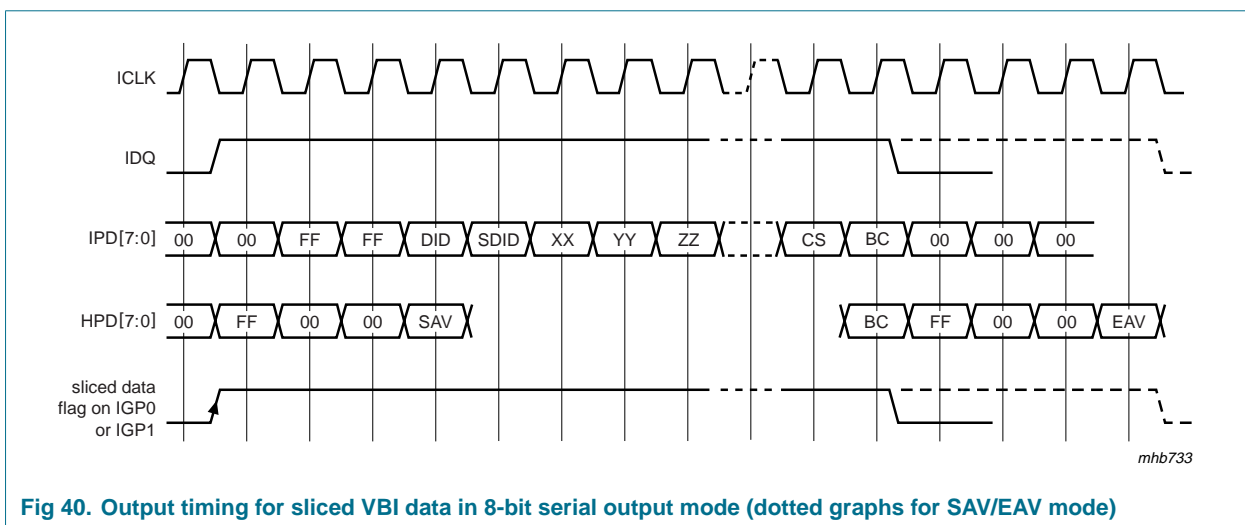 ICLK
IDQ
IPD[7:0] 00 00 FF FF DID SDID XX YY ZZ CS BC 00 00 00
HPD[7:0] 00 FF 00 00 SAV BC FF 00 00 EAV
sliced data
flag on IGP0
or IGP1
mhb733
Fig 40. Output timing for sliced VBI data in 8-bit serial output mode (dotted graphs for SAV/EAV mode)